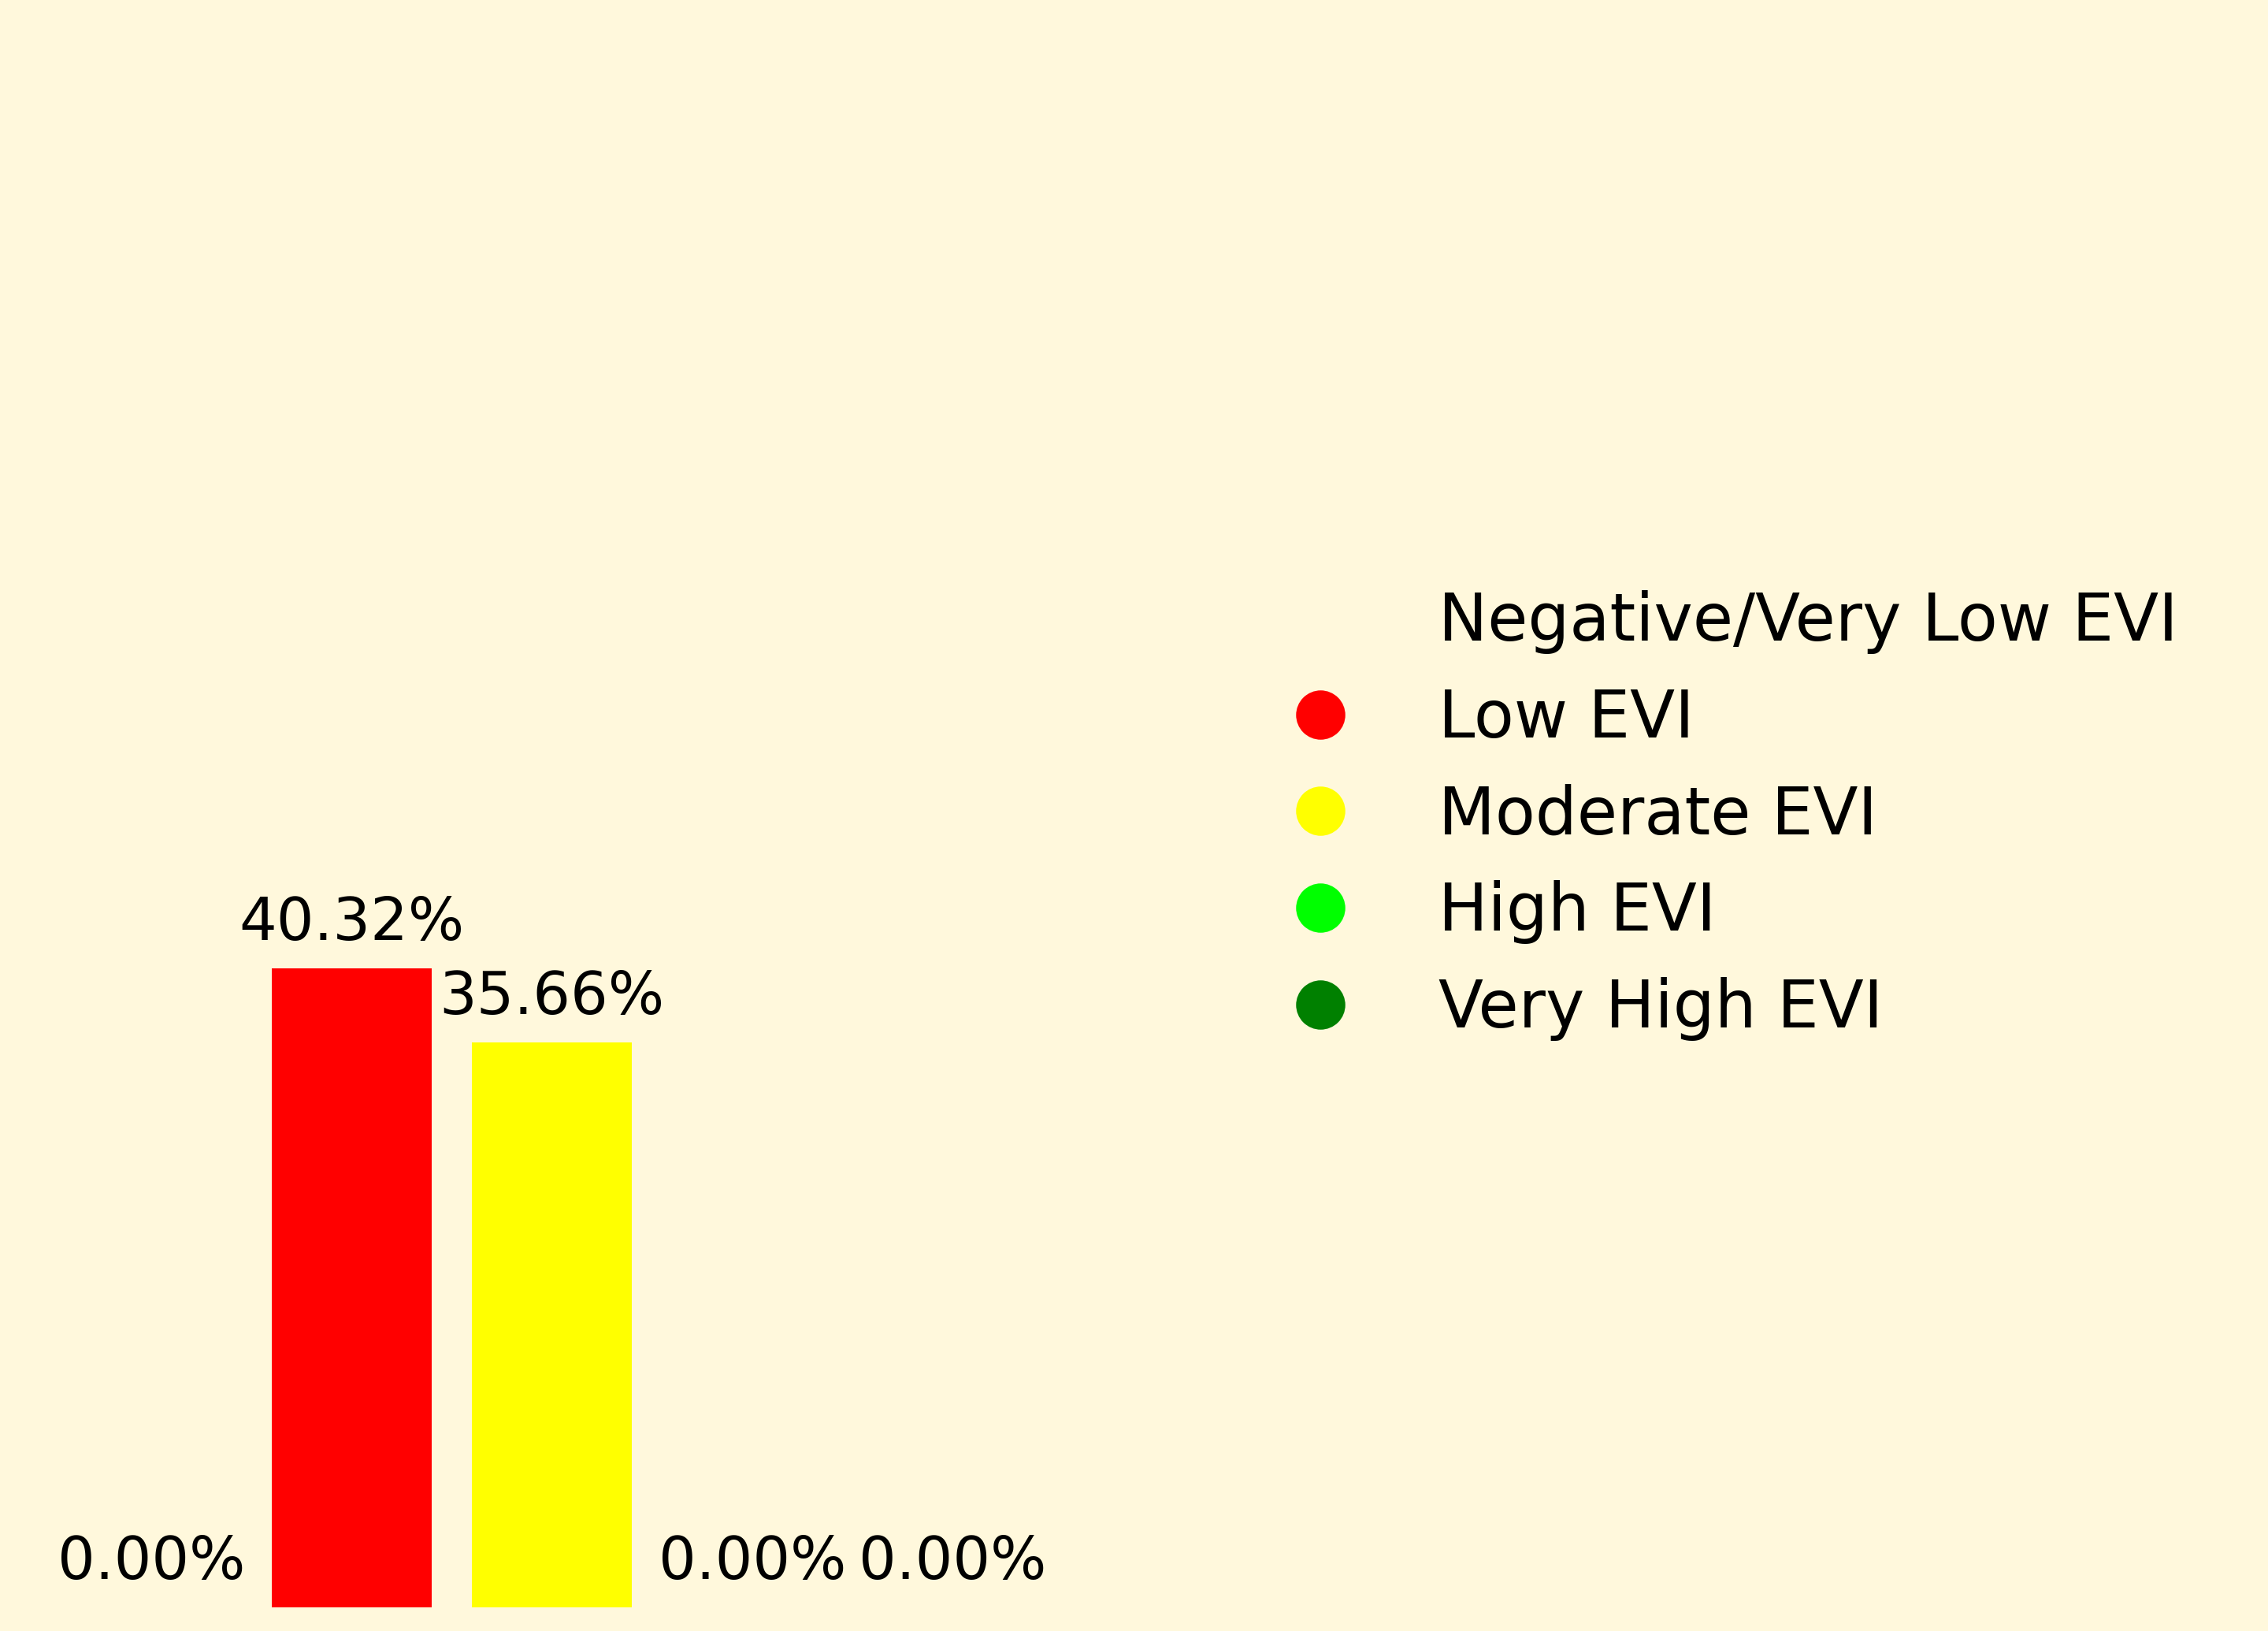 Negative/Very Low EVI
Low EVI
Moderate EVI
High EVI
Very High EVI
40.32%
35.66%
0.00%
0.00%
0.00%